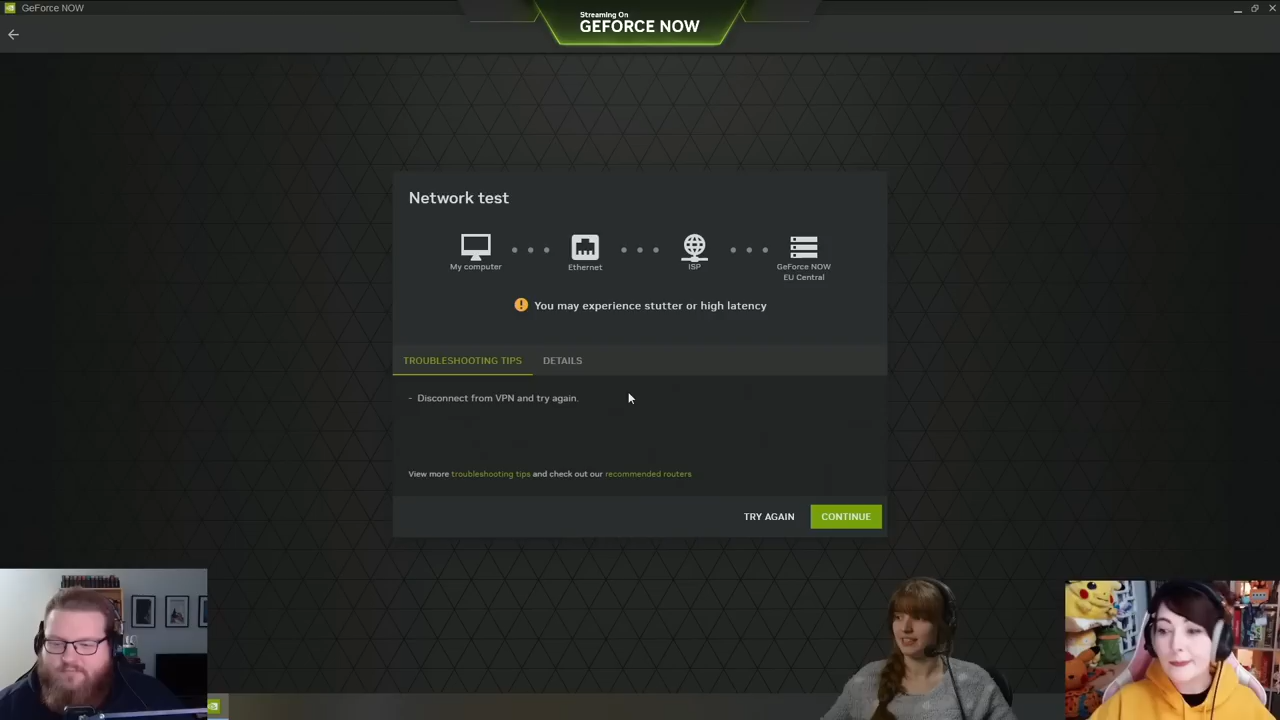 GeForce NOW
Streaming On
GEFORCE NOW
Network test
My computer
Ethernet
ISP
GeForce NOW
EU Central
You may experience stutter or high latency
TROUBLESHOOTING TIPS
DETAILS
- Disconnect from VPN and try again.
View more troubleshooting tips and check out our recommended routers
TRY AGAIN
CONTINUE